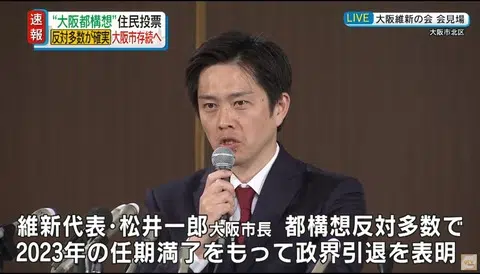 速報
“大阪都構想”住民投票
反対多数が確実 大阪市存続へ
LIVE 大阪維新の会 会見場
大阪市北区
維新代表・松井一郎大阪市長 都構想反対多数で
2023年の任期満了をもって政界引退を表明